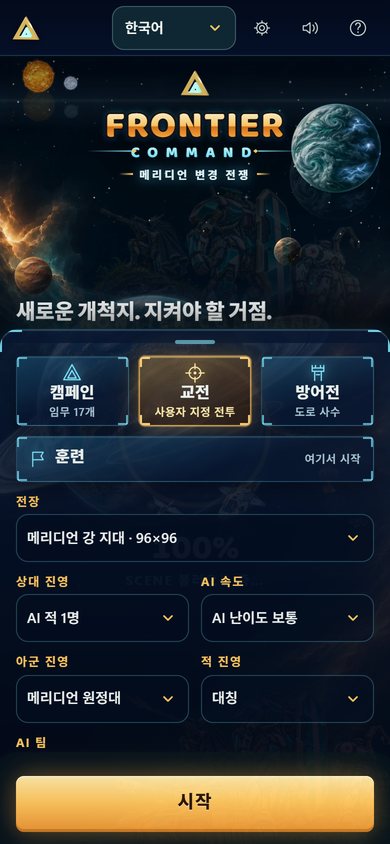 한국어
FRONTIER
COMMAND
메리디언 변경 전쟁
새로운 개척지. 지켜야 할 거점.
캠페인
임무 17개
교전
사용자 지정 전투
방어전
도로 사수
훈련
여기서 시작
전장
메리디언 강 지대 · 96×96
100%
SCENE
상대 진영
AI 속도
AI 적 1명
AI 난이도 보통
아군 진영
적 진영
메리디언 원정대
대칭
AI 팀
시작